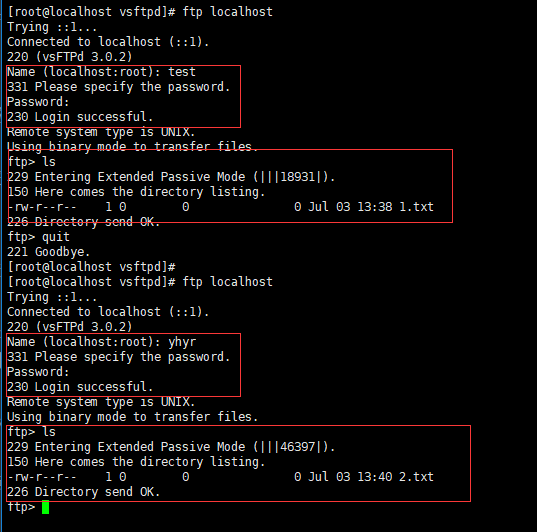 [root@localhost vsftpd]# ftp localhost
Trying ::1...
Connected to localhost (::1).
220 (vsFTPd 3.0.2)
Name (localhost:root): test
331 Please specify the password.
Password:
230 Login successful.
Remote system type is UNIX.
Using binary mode to transfer files.
ftp> ls
229 Entering Extended Passive Mode (|||18931|).
150 Here comes the directory listing.
-rw-r--r--    1 0        0               0 Jul 03 13:38 1.txt
226 Directory send OK.
ftp> quit
221 Goodbye.
[root@localhost vsftpd]#
[root@localhost vsftpd]# ftp localhost
Trying ::1...
Connected to localhost (::1).
220 (vsFTPd 3.0.2)
Name (localhost:root): yhyr
331 Please specify the password.
Password:
230 Login successful.
Remote system type is UNIX.
Using binary mode to transfer files.
ftp> ls
229 Entering Extended Passive Mode (|||46397|).
150 Here comes the directory listing.
-rw-r--r--    1 0        0               0 Jul 03 13:40 2.txt
226 Directory send OK.
ftp>